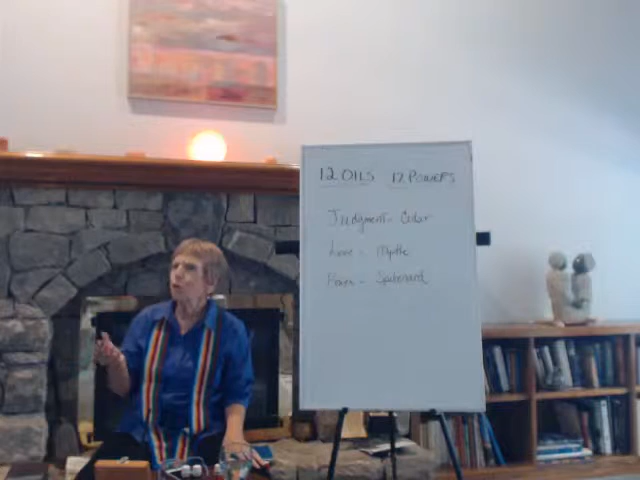 12 OILS 12 POWERS
Judgment - Cedar
Love - Myrtle
Power - Spikenard